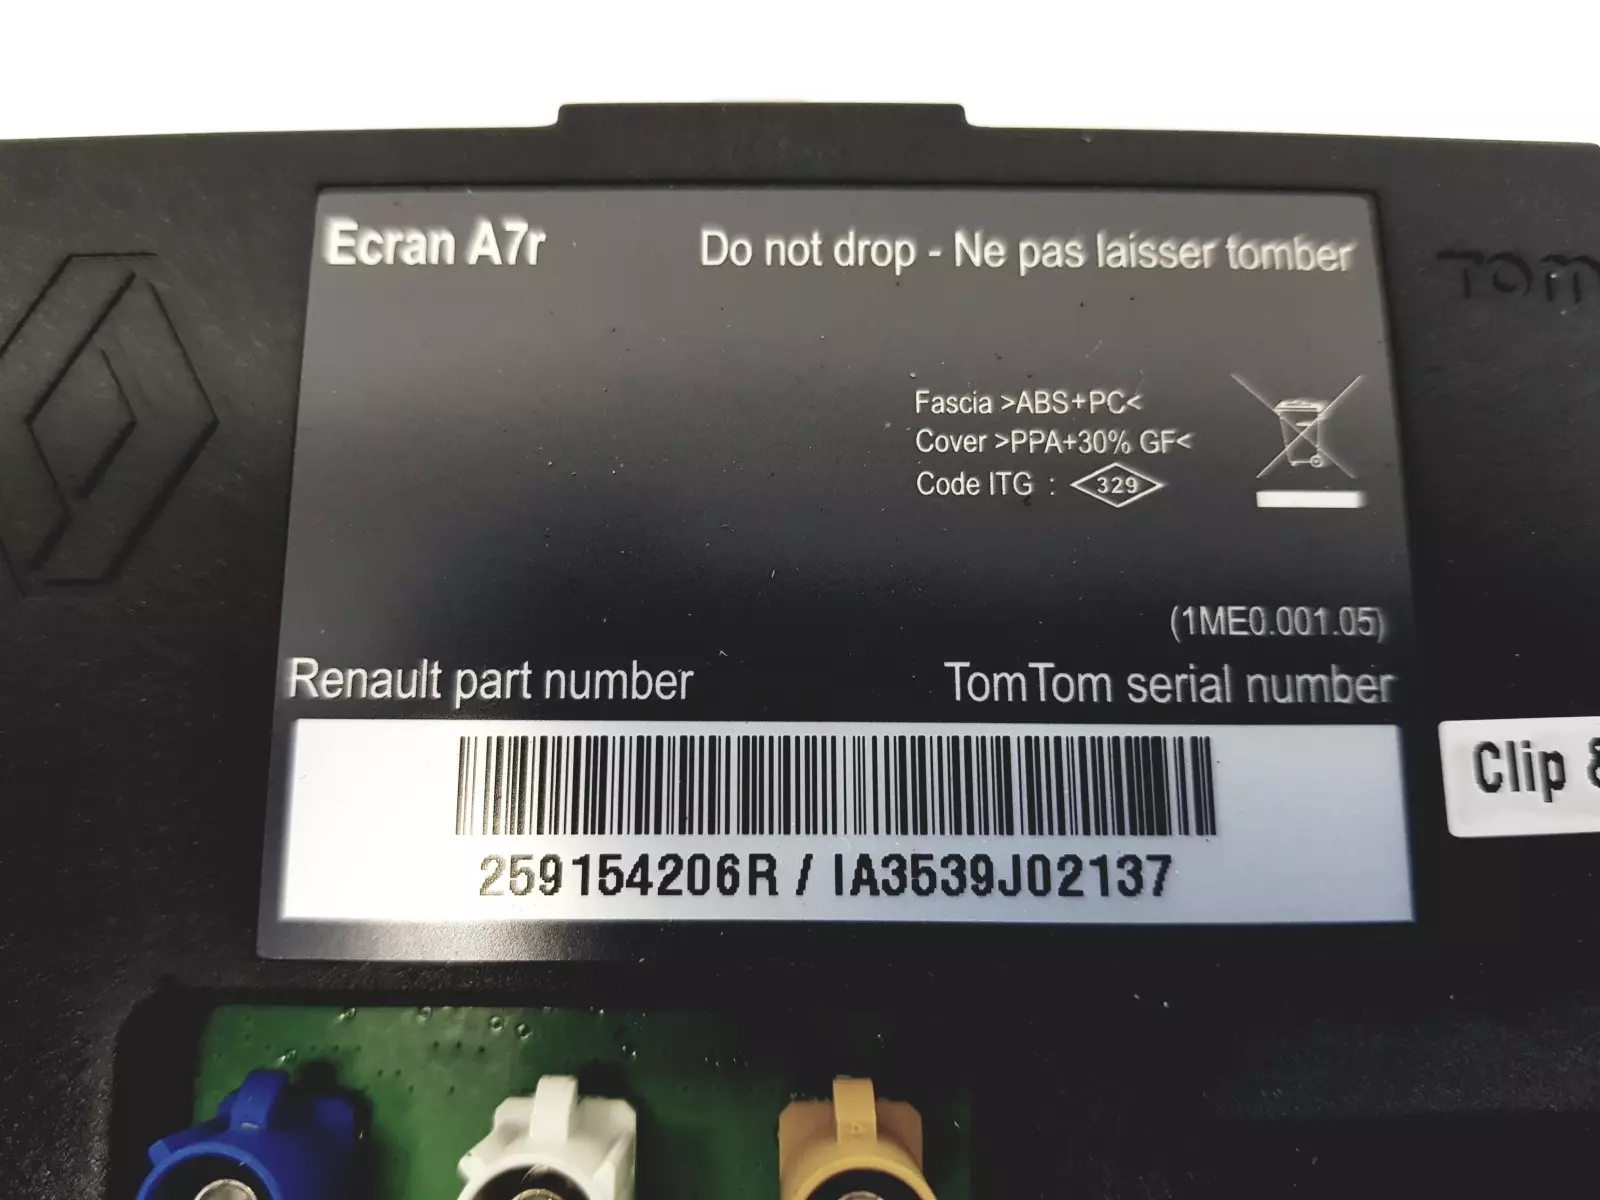 Ecran A7r
Do not drop - Ne pas laisser tomber
TOM
Fascia >ABS+PC<
Cover >PPA+30% GF<
Code ITG : 329
(1ME0.001.05)
Renault part number
TomTom serial number
Clip &
259154206R / IA3539J02137